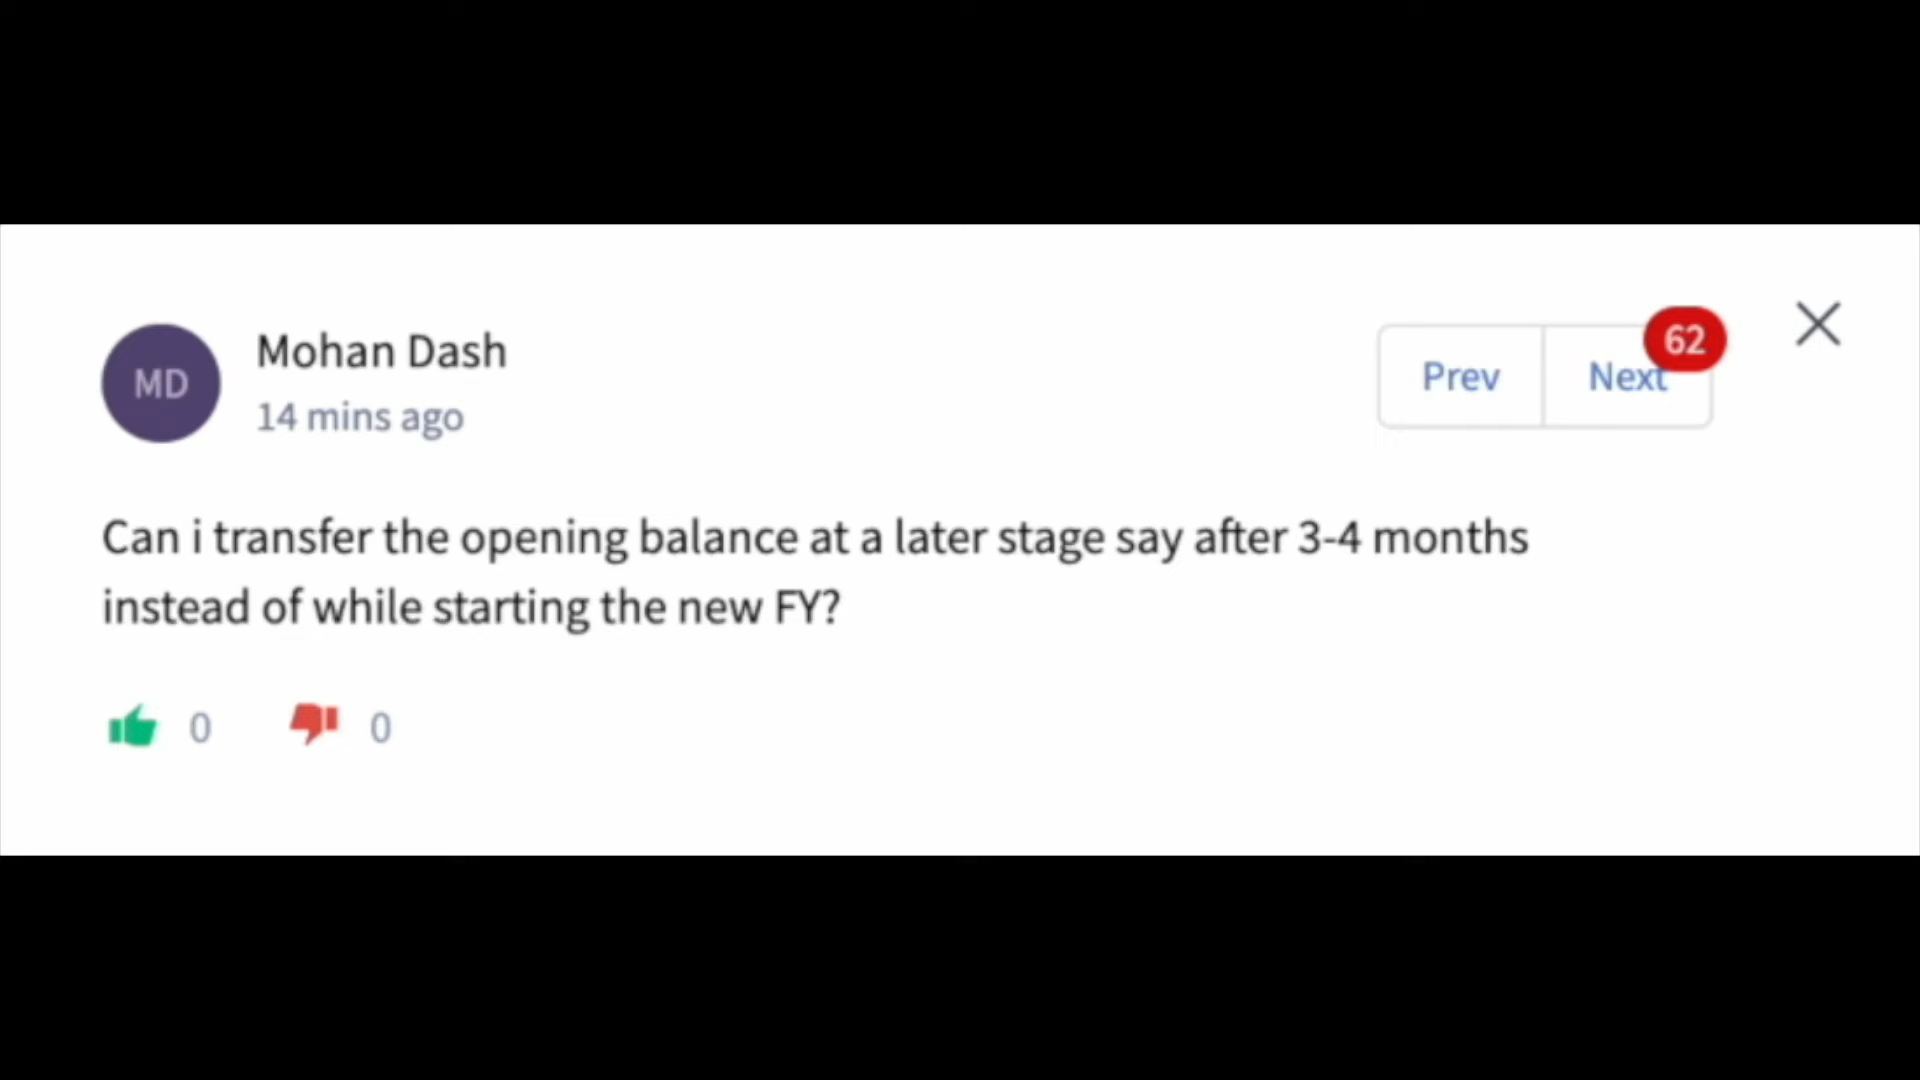 MD
Mohan Dash
14 mins ago
Prev
Next
62
Can i transfer the opening balance at a later stage say after 3-4 months
instead of while starting the new FY?
0
0